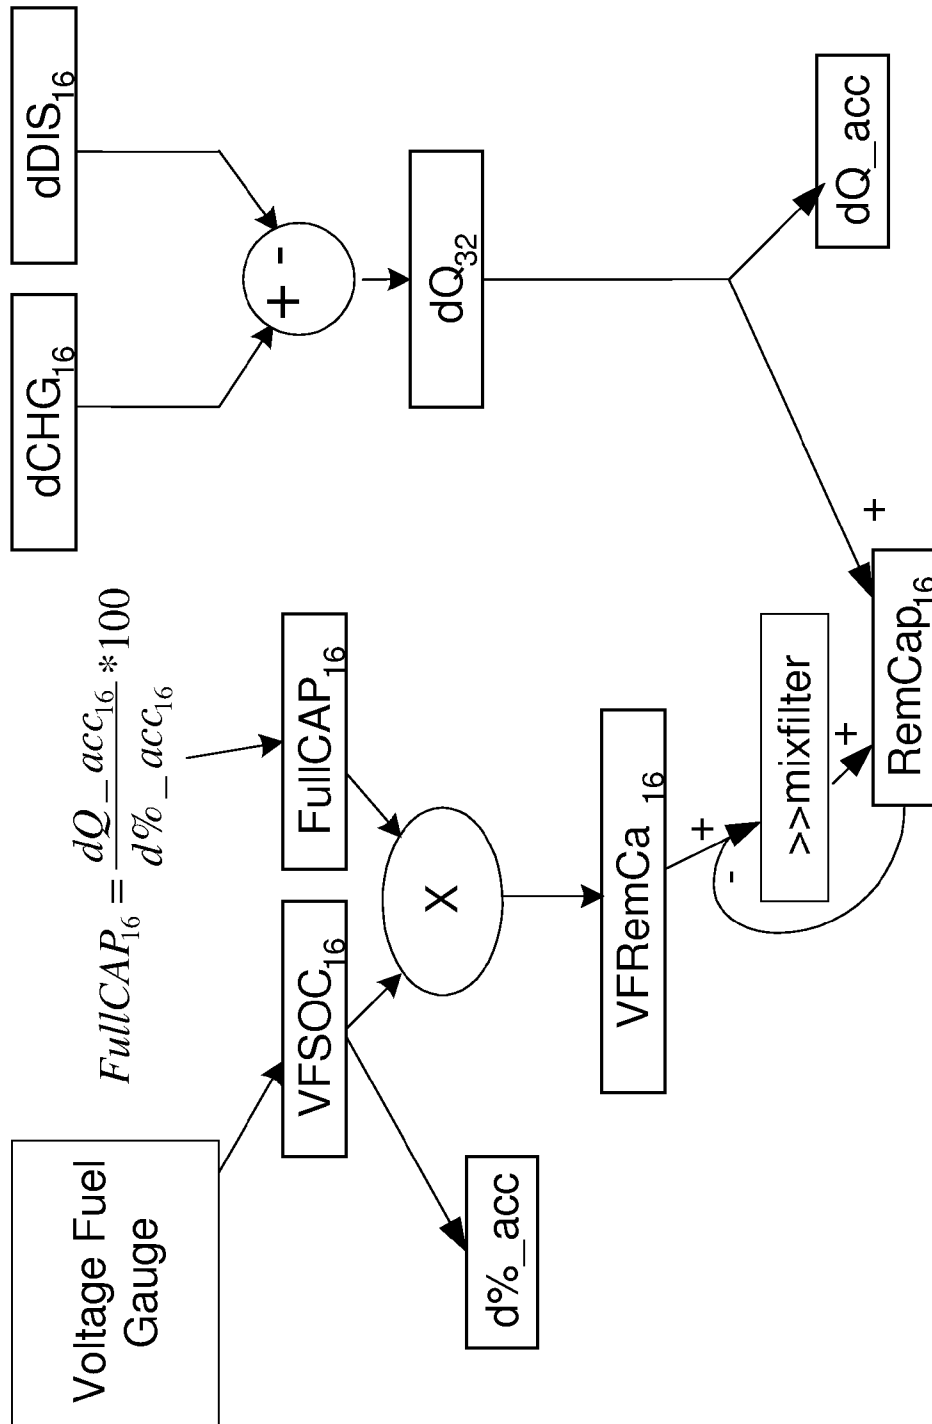 Voltage Fuel
Gauge
FullCAP₁₆ = dQ_acc₁₆ / d%_acc₁₆ *100
dCHG₁₆
dDIS₁₆
+ -
VFSOC₁₆
FullCAP₁₆
X
dQ₃₂
d%_acc
VFRemCa ₁₆
+
-
>>mixfilter
+
+
RemCap₁₆
dQ_acc